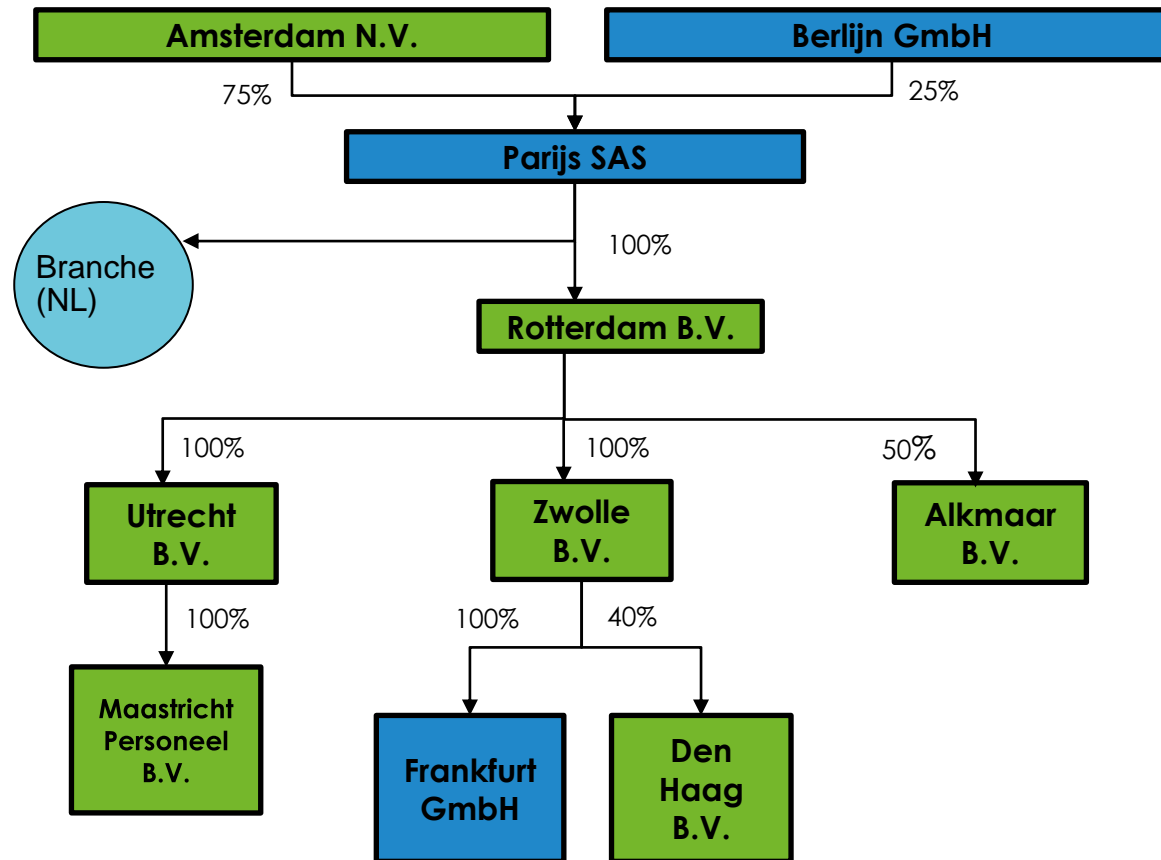 Amsterdam N.V.
Berlijn GmbH
75%
25%
Parijs SAS
Branche
(NL)
100%
Rotterdam B.V.
100%
100%
50%
Utrecht
B.V.
Zwolle
B.V.
Alkmaar
B.V.
100%
100%
40%
Maastricht
Personeel
B.V.
Frankfurt
GmbH
Den
Haag
B.V.